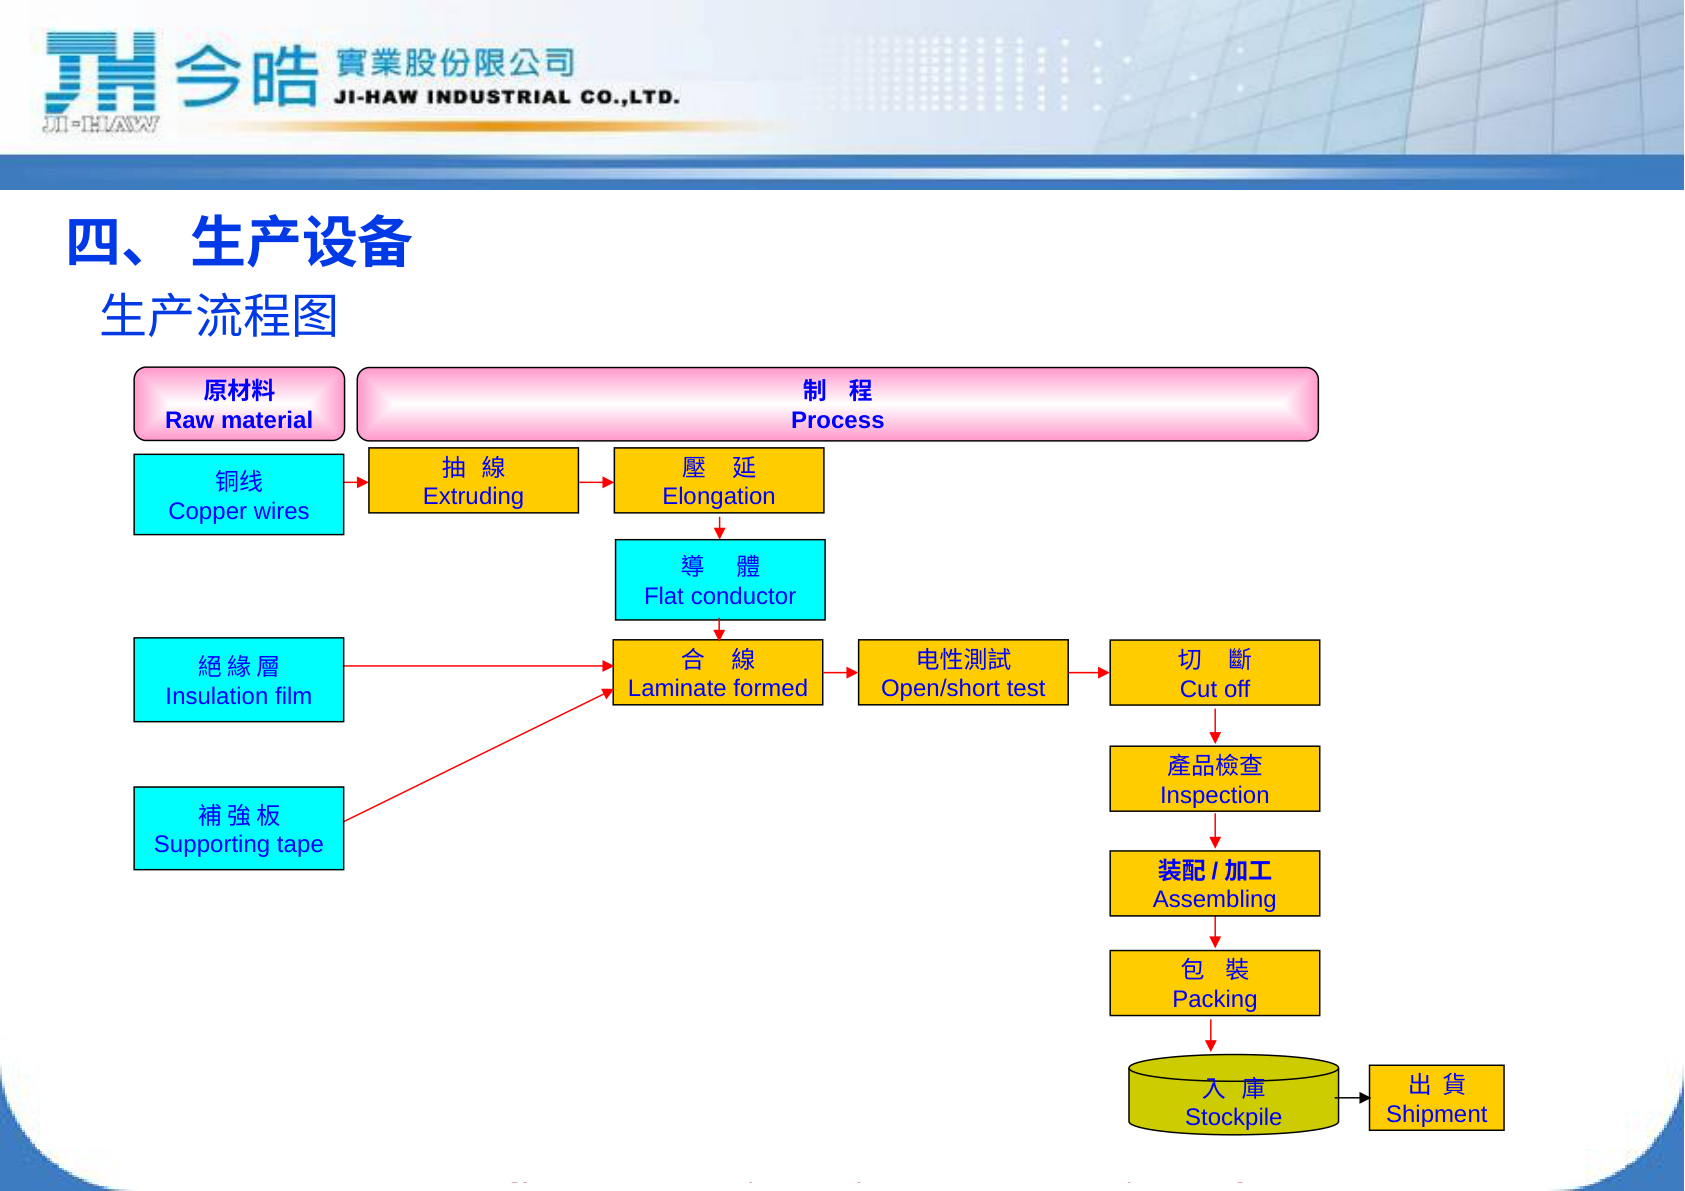 今皓 實業股份限公司
JI-HAW INDUSTRIAL CO.,LTD.
JI-HAW
四、 生产设备
生产流程图
原材料
Raw material
制 程
Process
铜线
Copper wires
抽 線
Extruding
壓 延
Elongation
導 體
Flat conductor
絕 緣 層
Insulation film
合 線
Laminate formed
电性測試
Open/short test
切 斷
Cut off
產品檢查
Inspection
補 強 板
Supporting tape
装配 / 加工
Assembling
包 裝
Packing
入 庫
Stockpile
出 貨
Shipment